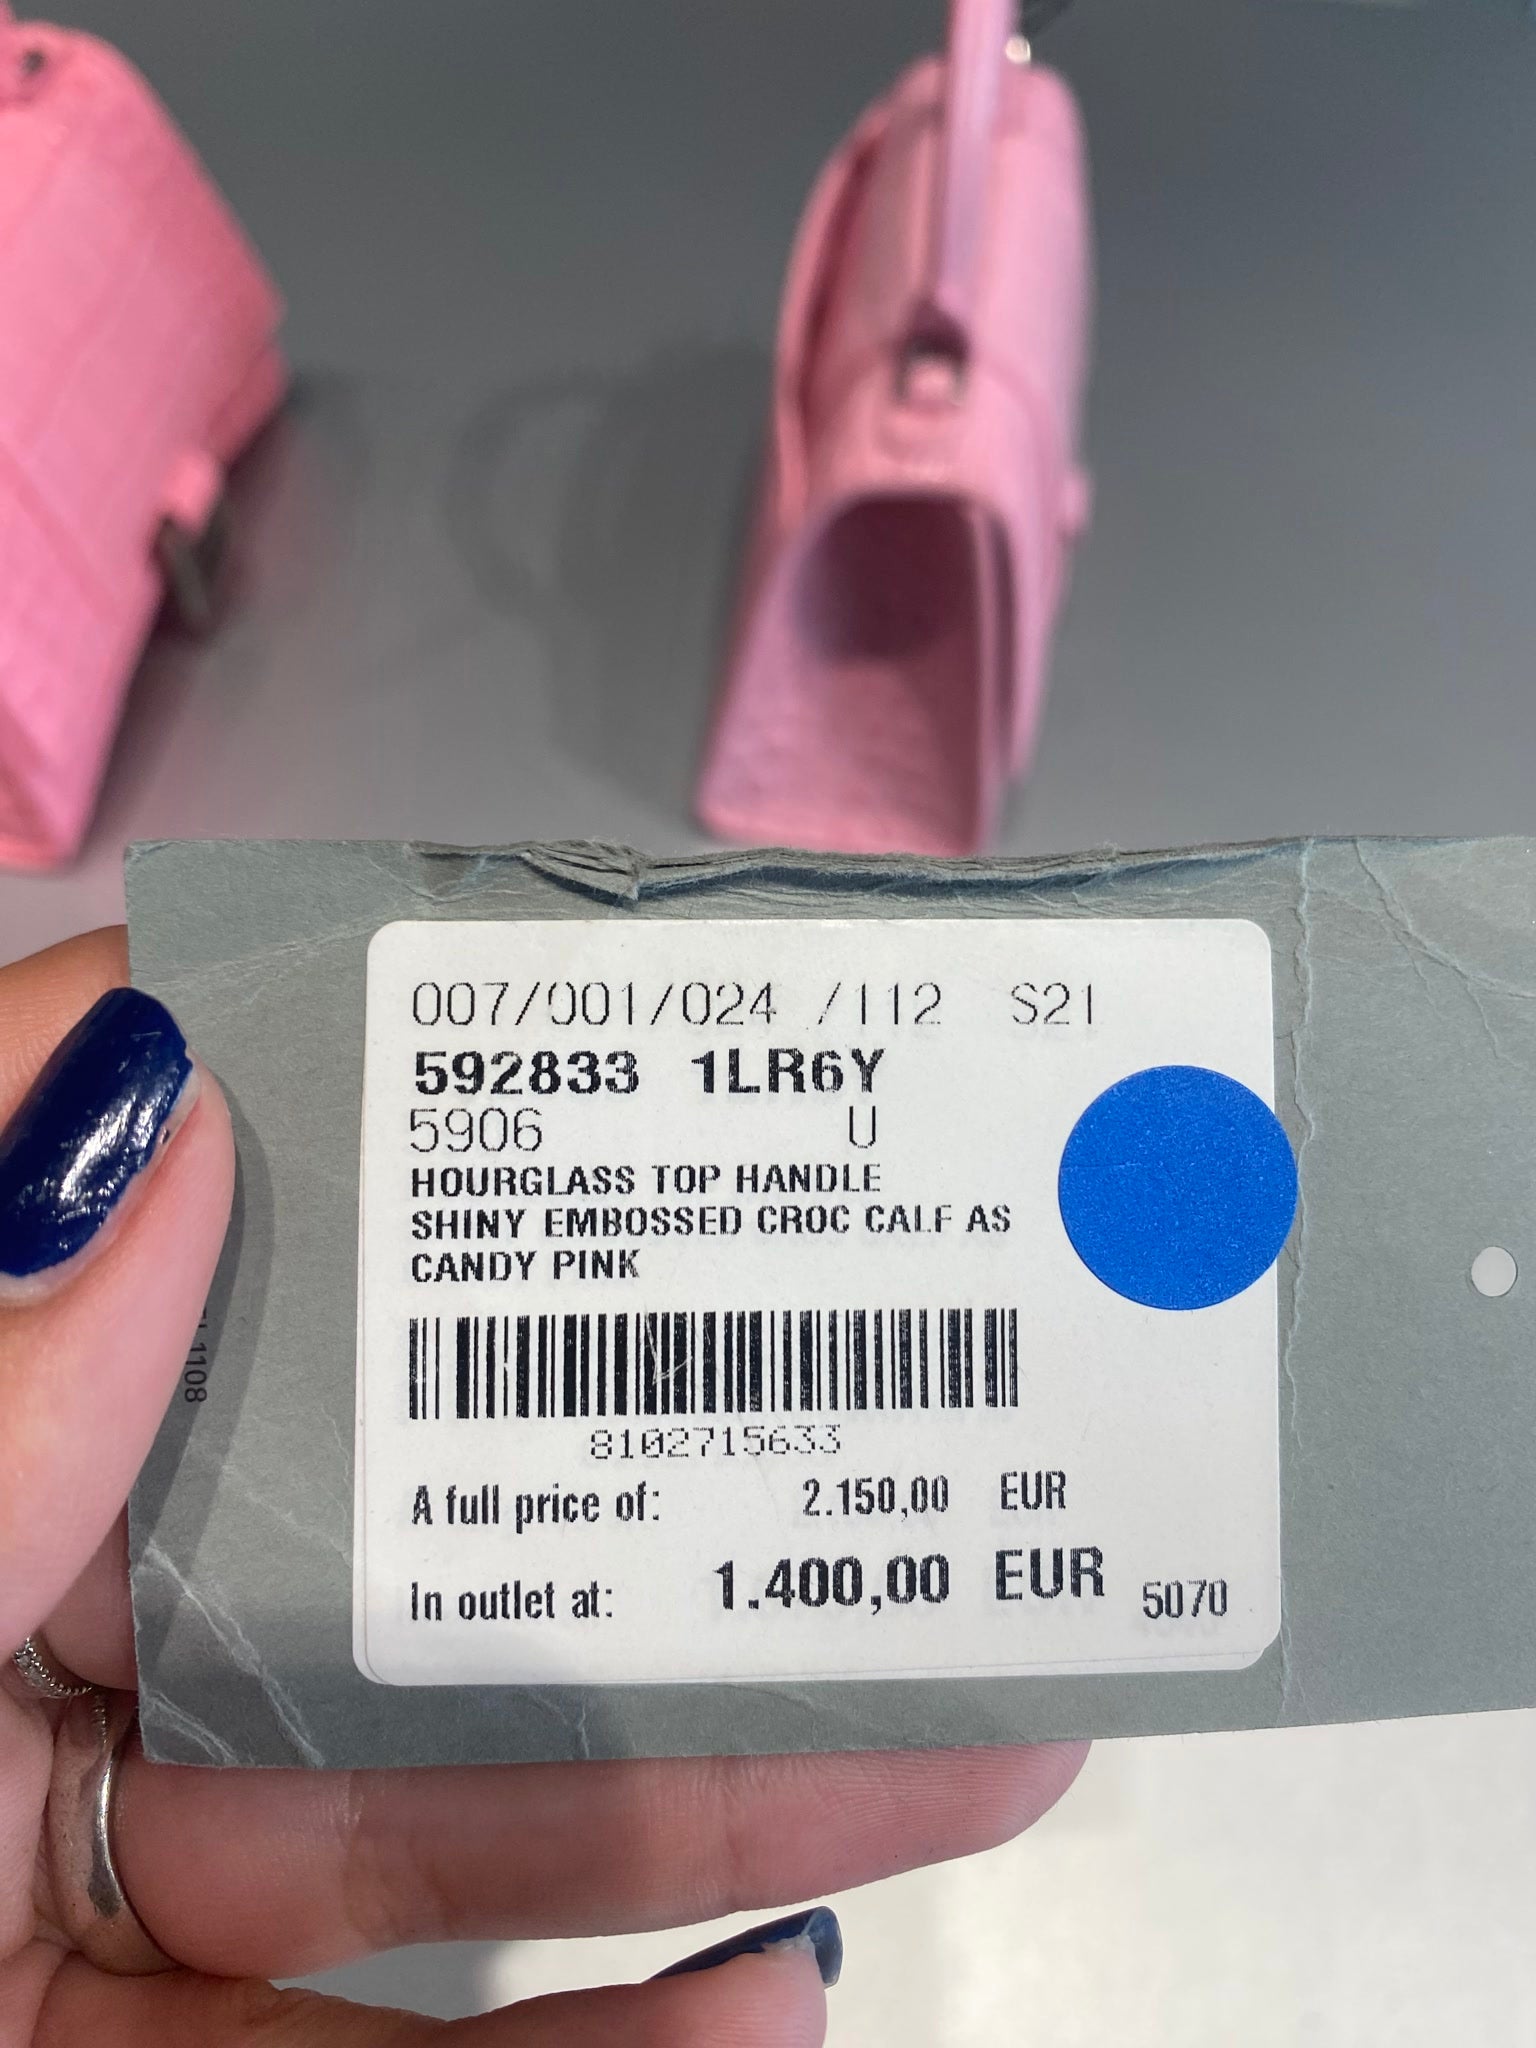 007/001/024 /112 S21
592833 1LR6Y
5906 U
HOURGLASS TOP HANDLE
SHINY EMBOSSED CROC CALF AS
CANDY PINK
8102715633
A full price of: 2.150,00 EUR
In outlet at: 1.400,00 EUR 5070
1108